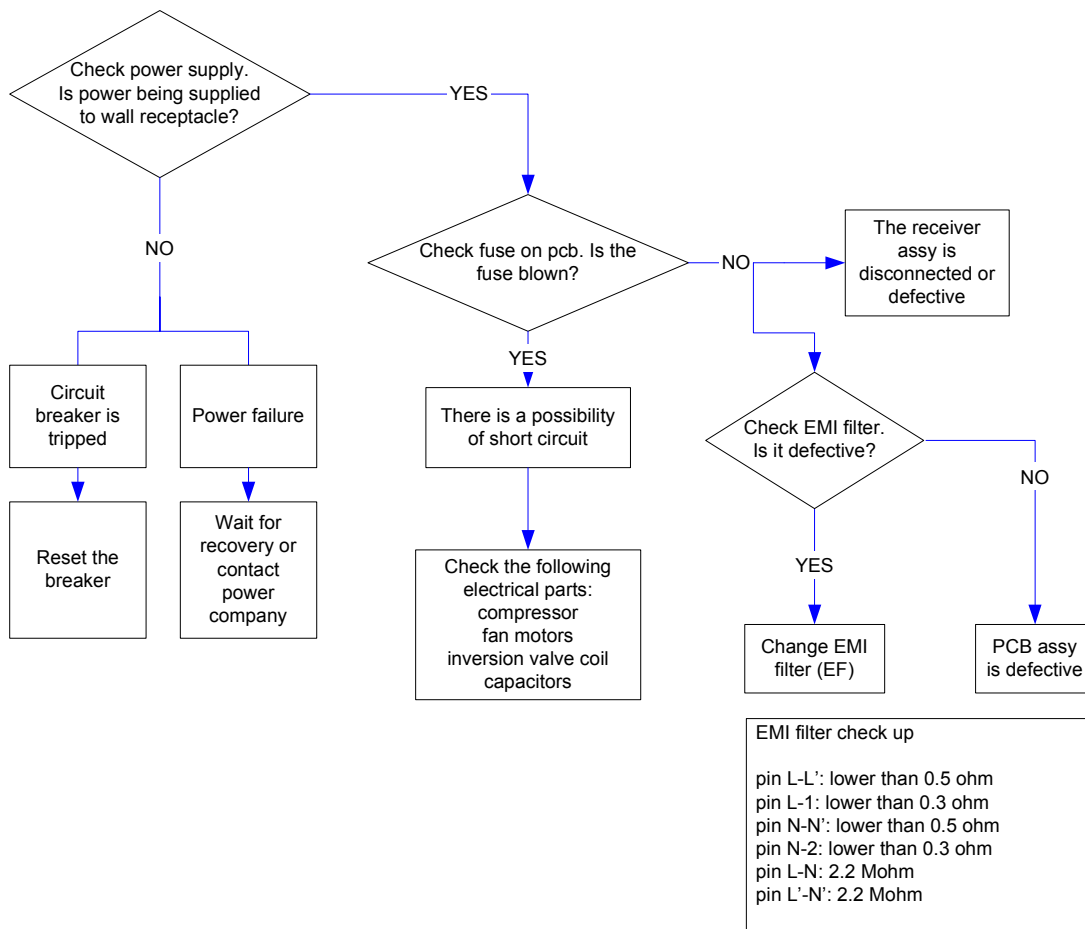 Check power supply.
Is power being supplied
to wall receptacle?
YES
NO
Check fuse on pcb. Is the
fuse blown?
NO
The receiver
assy is
disconnected or
defective
YES
Circuit
breaker is
tripped
Power failure
There is a possibility
of short circuit
Check EMI filter.
Is it defective?
NO
Reset the
breaker
Wait for
recovery or
contact
power
company
Check the following
electrical parts:
compressor
fan motors
inversion valve coil
capacitors
YES
Change EMI
filter (EF)
PCB assy
is defective
EMI filter check up
pin L-L’: lower than 0.5 ohm
pin L-1: lower than 0.3 ohm
pin N-N’: lower than 0.5 ohm
pin N-2: lower than 0.3 ohm
pin L-N: 2.2 Mohm
pin L’-N’: 2.2 Mohm